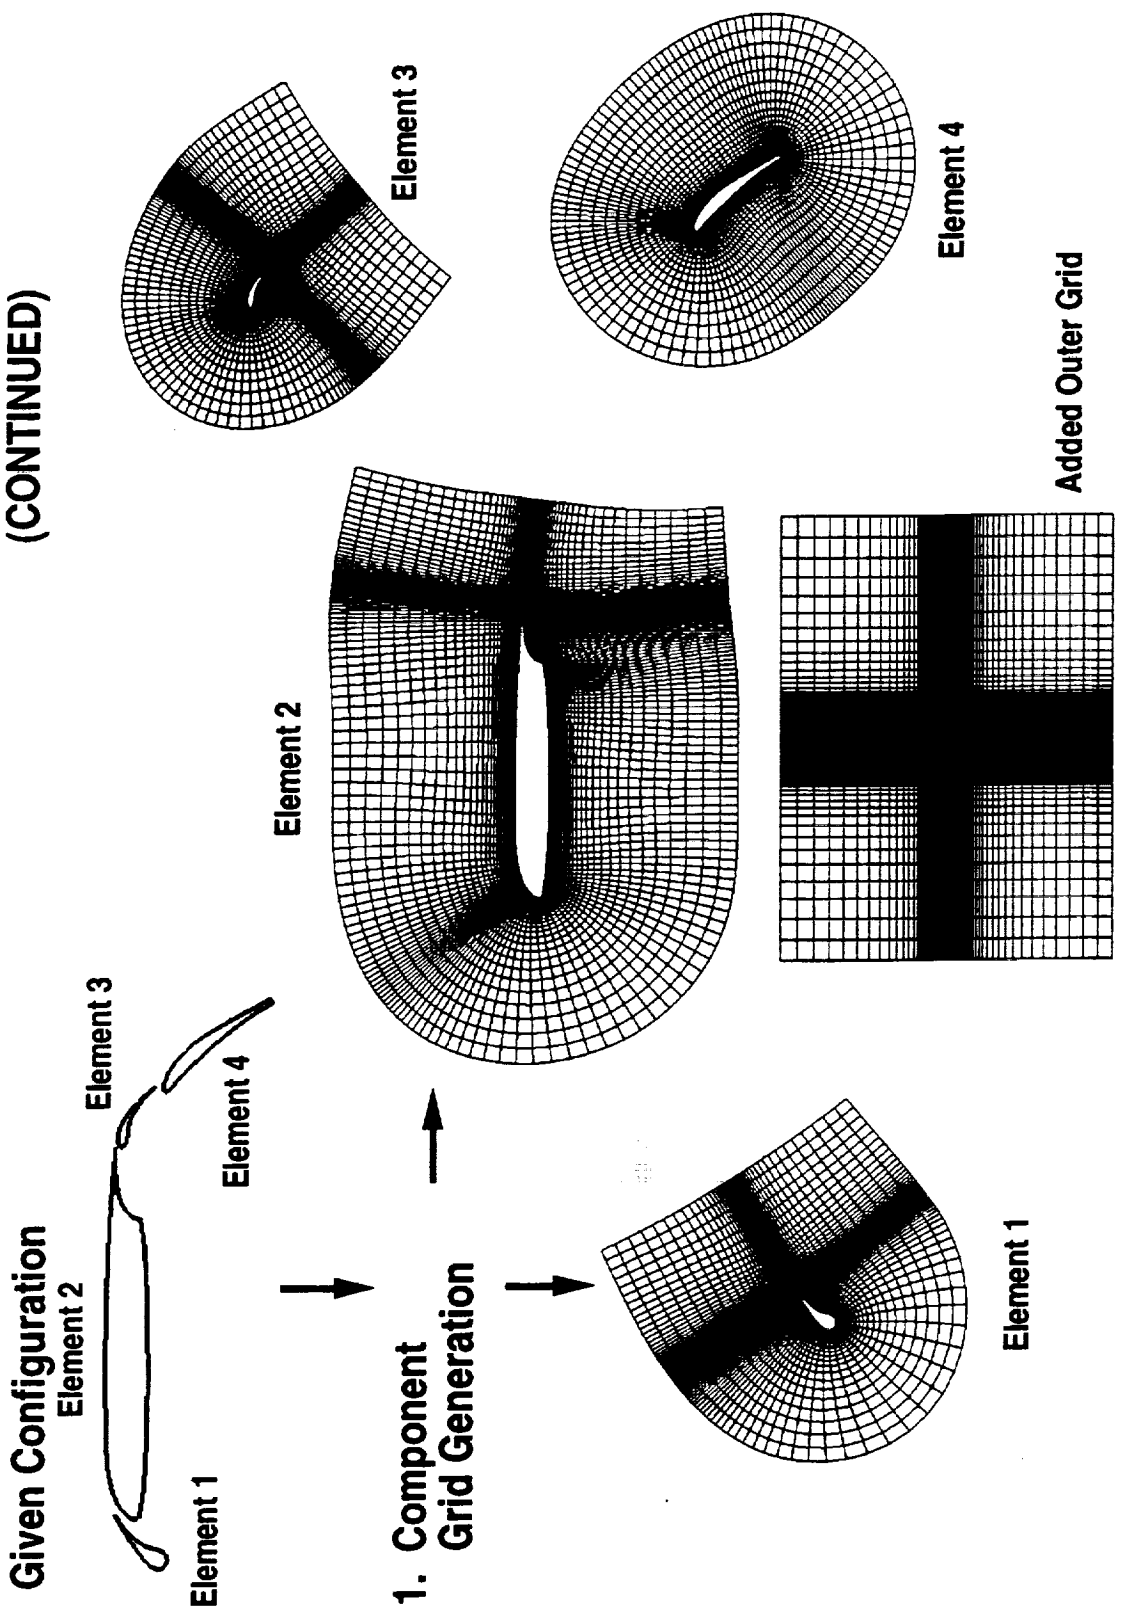 (CONTINUED)
Given Configuration
Element 2
Element 3
Element 1
Element 4
1. Component
Grid Generation
Element 2
Element 3
Element 1
Added Outer Grid
Element 4